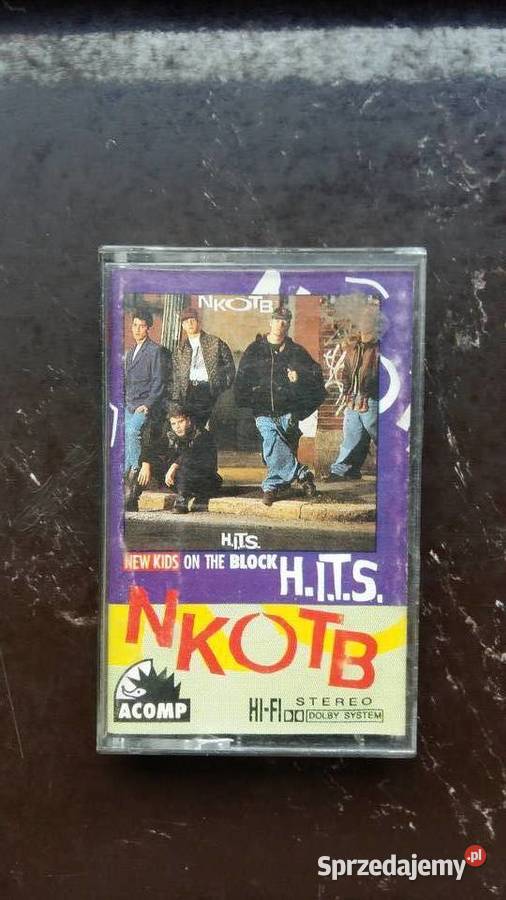 NKOTB
H.I.T.S.
NEW KIDS ON THE BLOCK H.I.T.S.
NKOTB
ACOMP
HI-FI STEREO
DOLBY SYSTEM
Sprzedajemy.pl